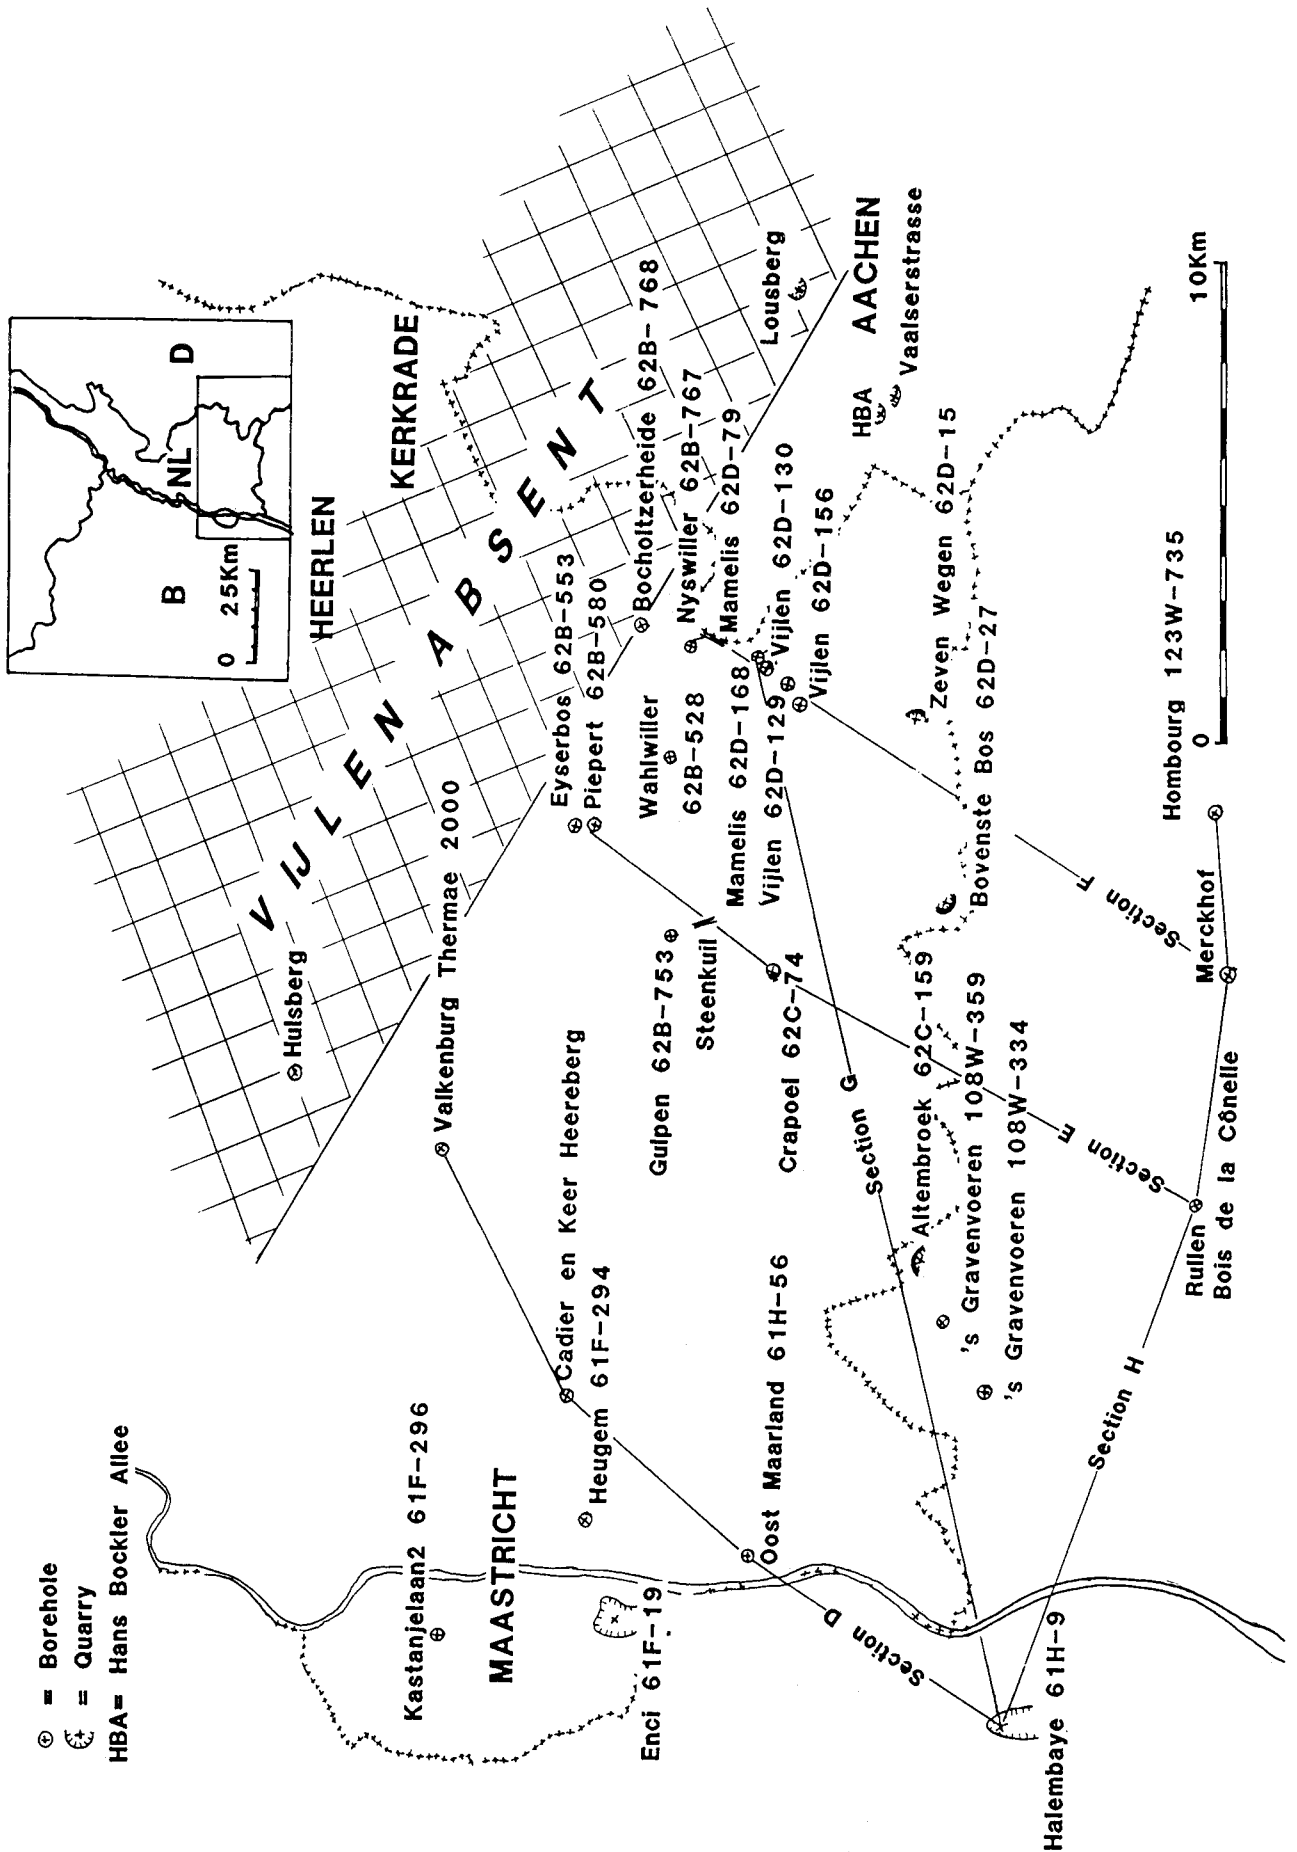 ⊕ = Borehole
= Quarry
HBA= Hans Bockler Allee
B
NL
D
0 25Km
HEERLEN
KERKRADE
AACHEN
MAASTRICHT
VIJLEN ABSENT
Hulsberg
Valkenburg Thermae 2000
Cadier en Keer Heereberg
Heugem 61F-294
Kastanjelaan2 61F-296
Enci 61F-19
Oost Maarland 61H-56
Halembaye 61H-9
Eyserbos 62B-553
Piepert 62B-580
Bocholtzerheide 62B-768
Nyswiller 62B-767
Mamelis 62D-79
Wahlwiller
62B-528
Mamelis 62D-168
Vijlen 62D-129
Vijlen 62D-130
Vijlen 62D-156
Lousberg
HBA
Vaalserstrasse
Gulpen 62B-753
Steenkuil
Crapoel 62C-74
Zeven Wegen 62D-15
Bovenste Bos 62D-27
Altembroek 62C-159
's Gravenvoeren 108W-359
's Gravenvoeren 108W-334
Hombourg 123W-735
Merckhof
Rullen
Bois de la Cônelle
Section D
Section E
Section F
Section G
Section H
0 10Km